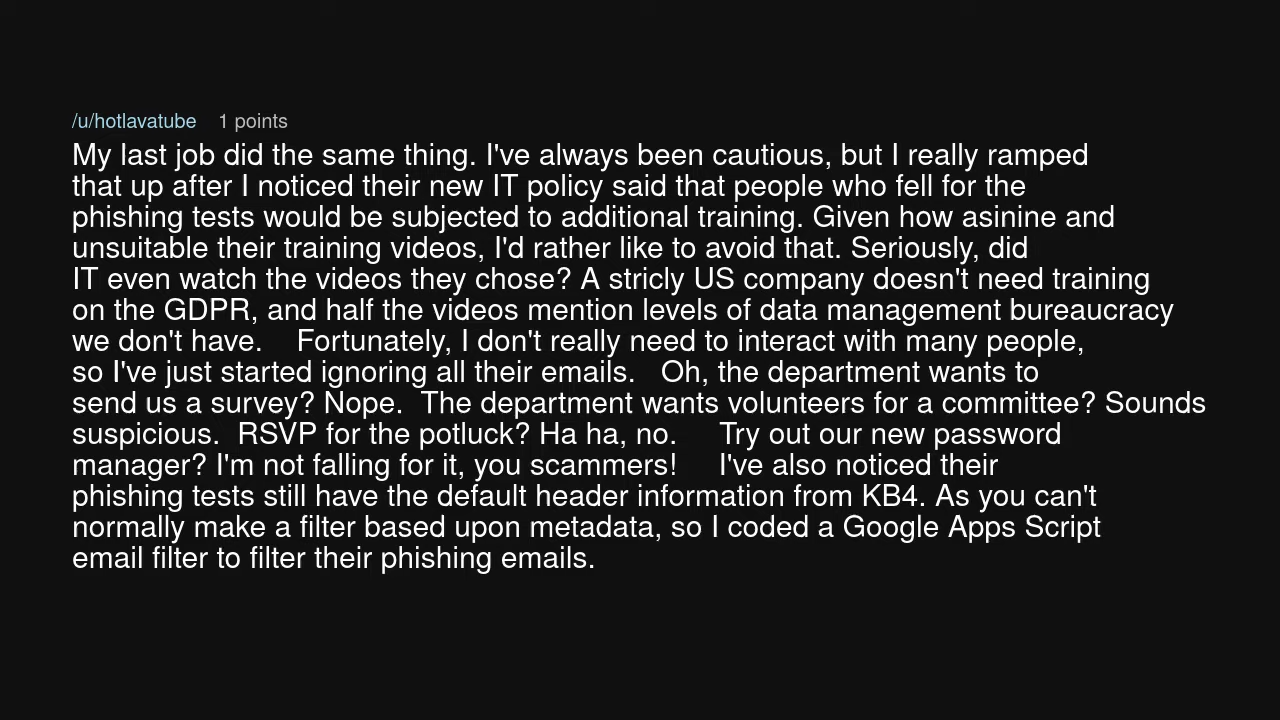 /u/hotlavatube 1 points
My last job did the same thing. I've always been cautious, but I really ramped
that up after I noticed their new IT policy said that people who fell for the
phishing tests would be subjected to additional training. Given how asinine and
unsuitable their training videos, I'd rather like to avoid that. Seriously, did
IT even watch the videos they chose? A stricly US company doesn't need training
on the GDPR, and half the videos mention levels of data management bureaucracy
we don't have. Fortunately, I don't really need to interact with many people,
so I've just started ignoring all their emails. Oh, the department wants to
send us a survey? Nope. The department wants volunteers for a committee? Sounds
suspicious. RSVP for the potluck? Ha ha, no. Try out our new password
manager? I'm not falling for it, you scammers! I've also noticed their
phishing tests still have the default header information from KB4. As you can't
normally make a filter based upon metadata, so I coded a Google Apps Script
email filter to filter their phishing emails.